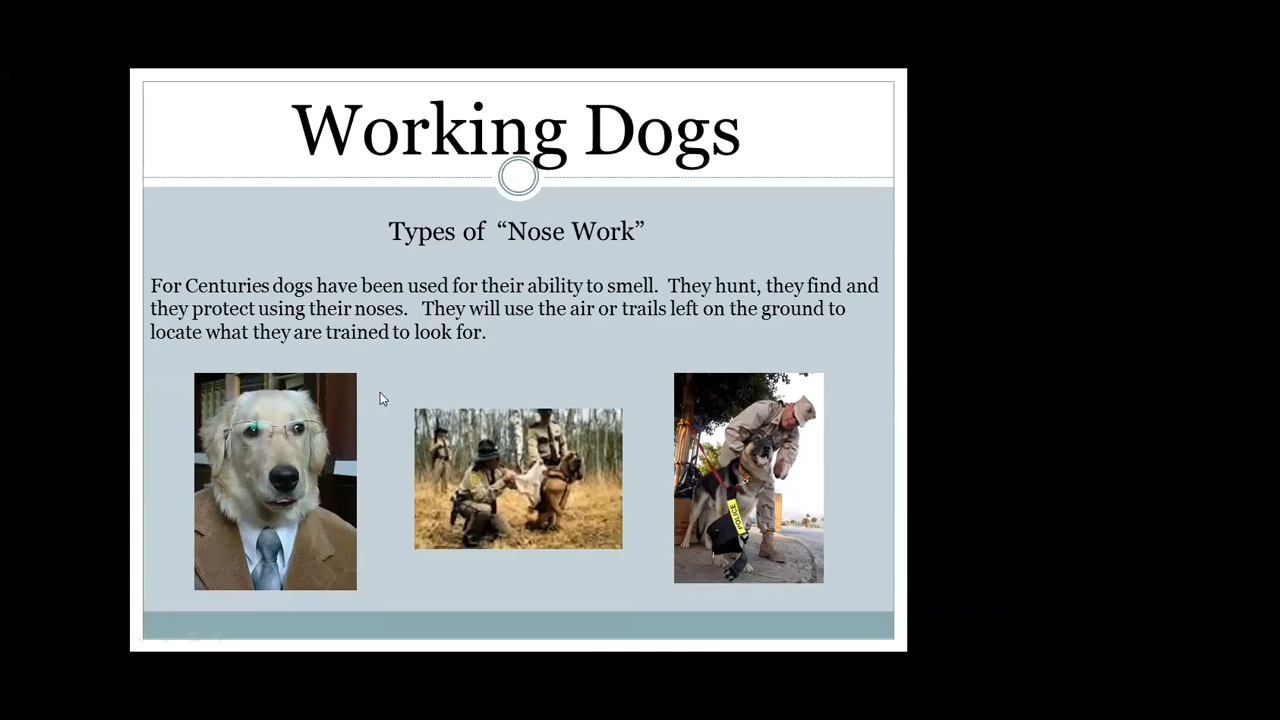 Working Dogs
Types of “Nose Work”
For Centuries dogs have been used for their ability to smell. They hunt, they find and
they protect using their noses. They will use the air or trails left on the ground to
locate what they are trained to look for.
POLICE